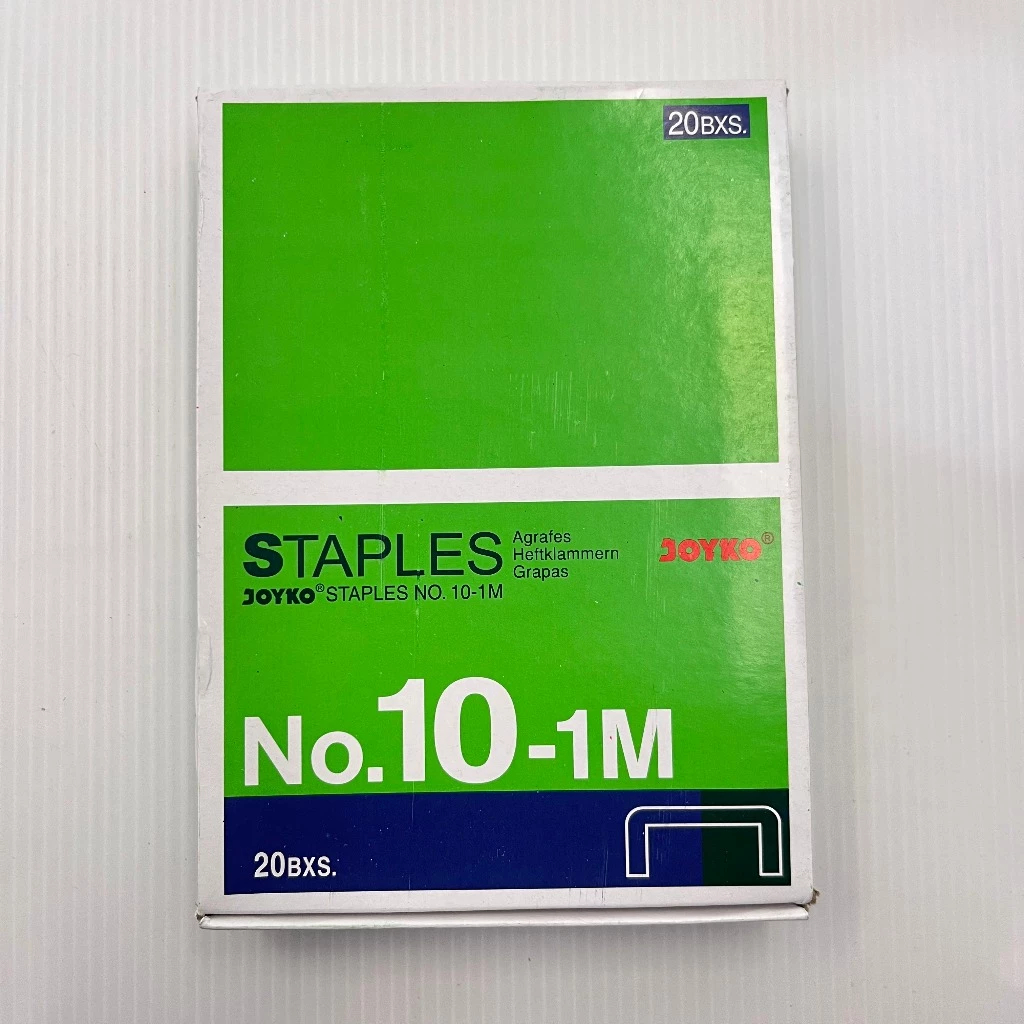 20BXS.
STAPLES
Agrafes
Heftklammern
Grapas
JOYKO®
JOYKO® STAPLES NO. 10-1M
No.10-1M
20BXS.